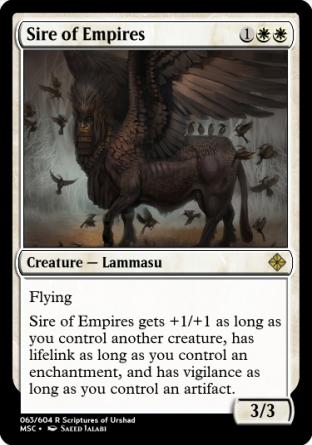 Sire of Empires 1
Creature — Lammasu
Flying
Sire of Empires gets +1/+1 as long as
you control another creature, has
lifelink as long as you control an
enchantment, and has vigilance as
long as you control an artifact.
3/3
063/604 R Scriptures of Urshad
MSC • Saeed Jalabi